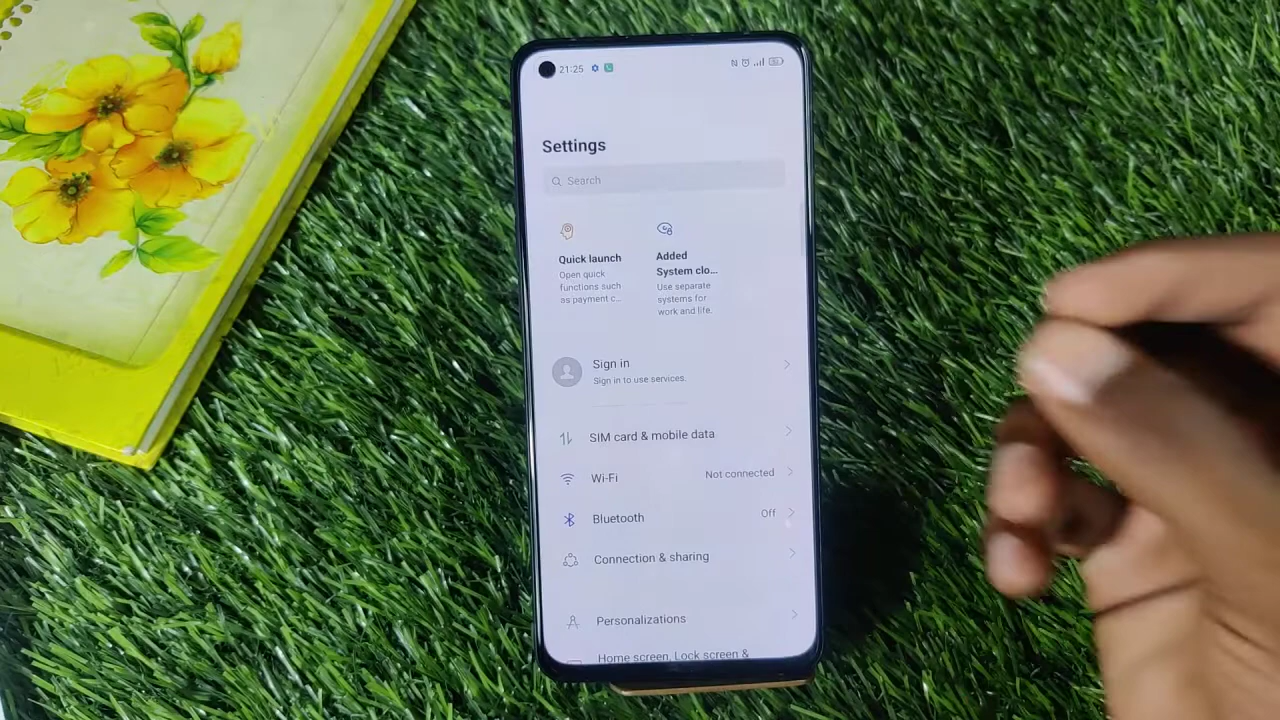 21:25
Settings
Search
Quick launch
Open quick
functions such
as payment c...
Added
System clo...
Use separate
systems for
work and life.
Sign in
Sign in to use services.
SIM card & mobile data
Wi-Fi
Not connected
Bluetooth
Off
Connection & sharing
Personalizations
Home screen, Lock screen &